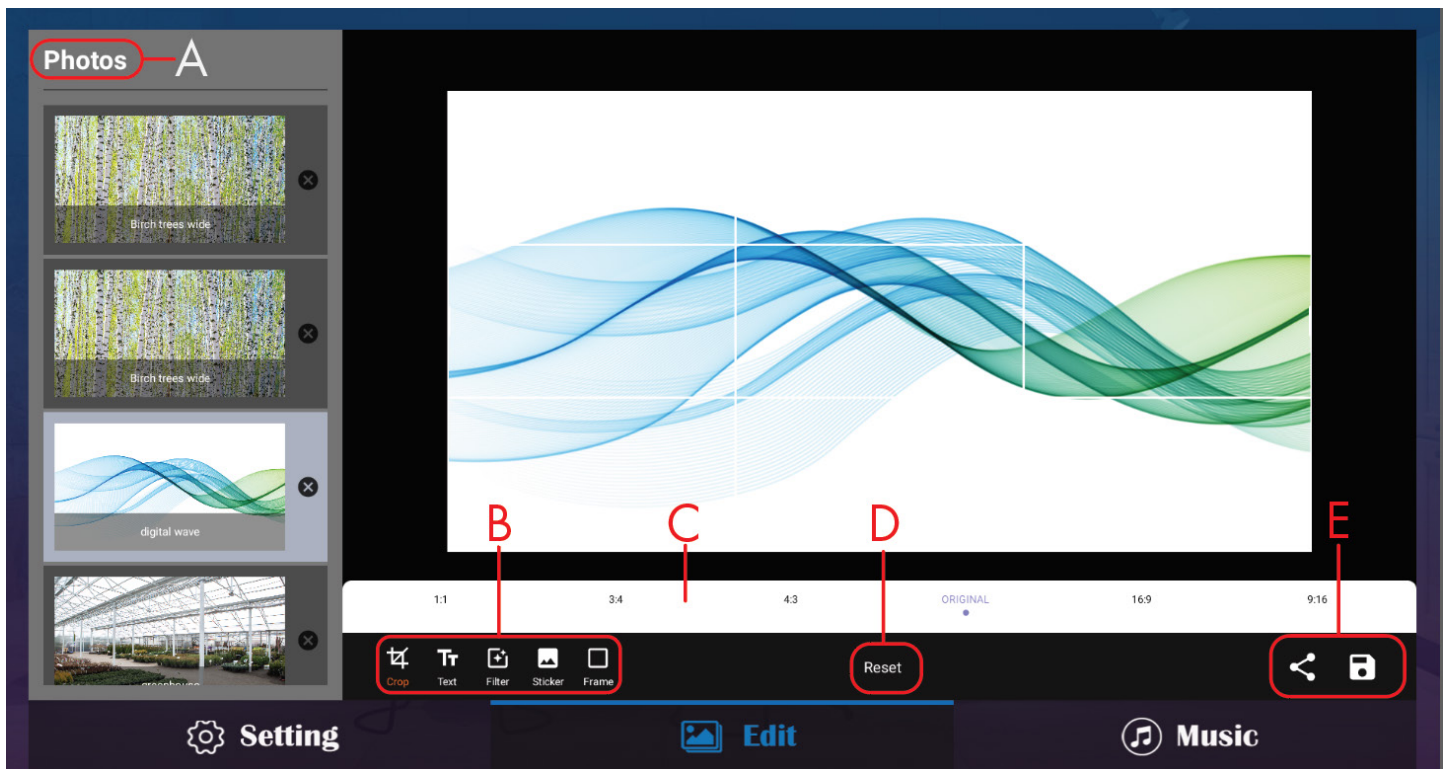 Photos
A
Birch trees wide
Birch trees wide
digital wave
greenhouse
B
C
D
E
1:1 3:4 4:3 ORIGINAL 16:9 9:16
Crop Text Filter Sticker Frame
Reset
Setting Edit Music